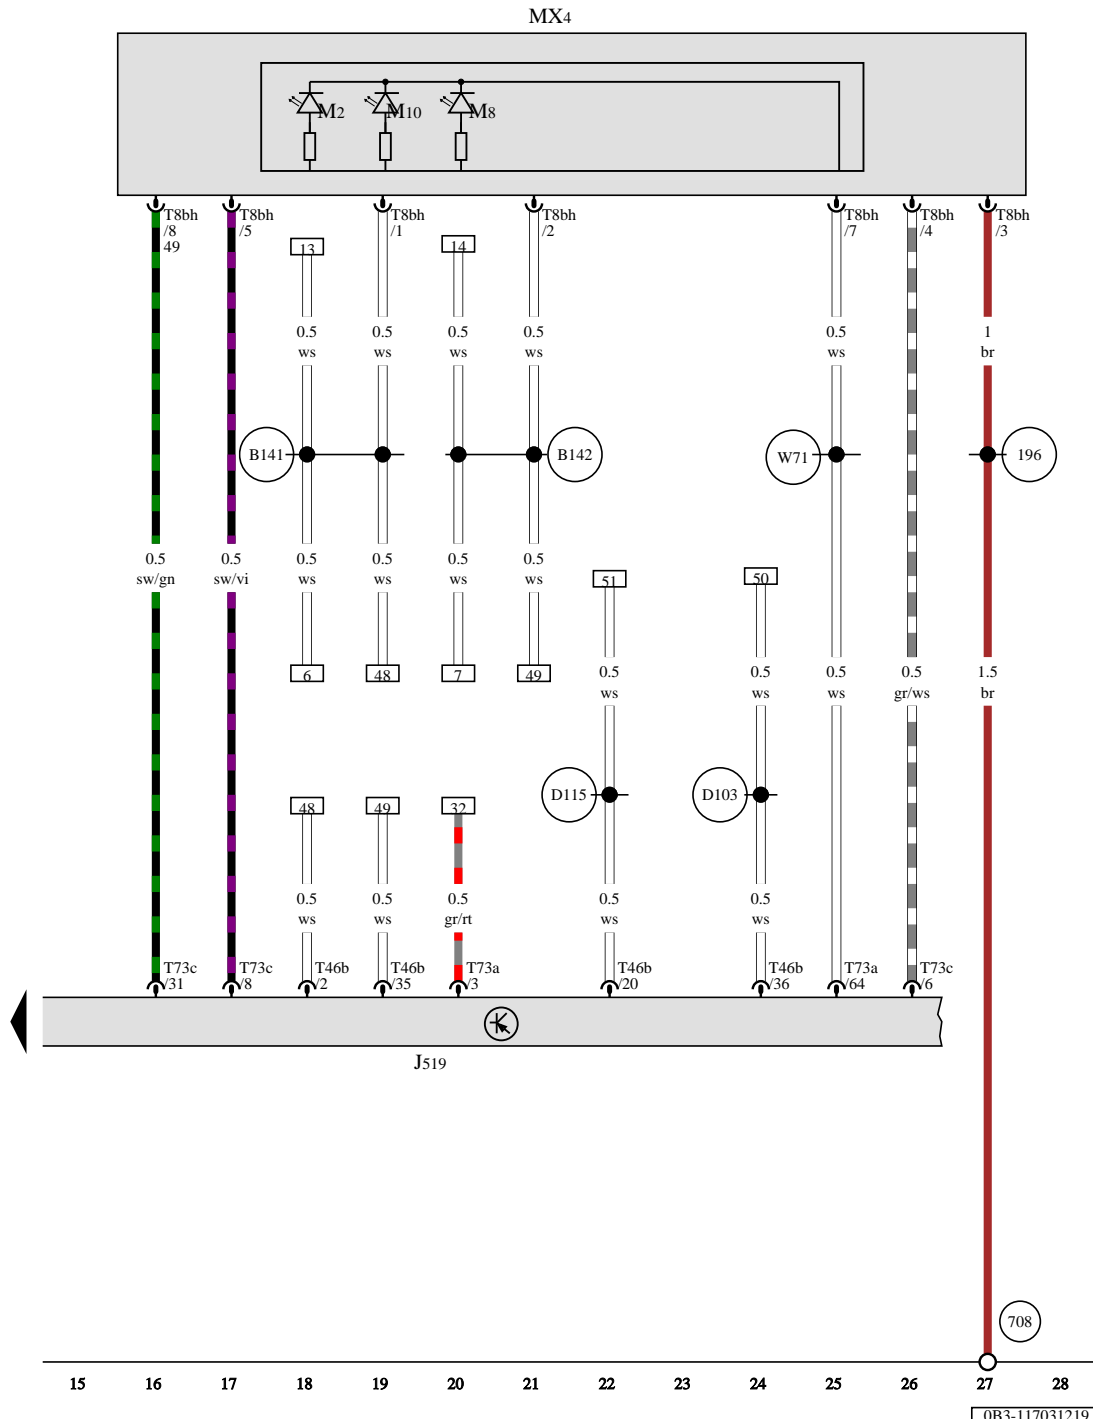 MX4
M2 M10 M8
T8bh T8bh T8bh T8bh T8bh T8bh T8bh
/8 /5 /1 /2 /7 /4 /3
49
13 14
0.5 0.5 0.5 0.5 0.5 1
ws ws ws ws ws br
B141 B142 W71 196
0.5 0.5 0.5 0.5 0.5 0.5
sw/gn sw/vi ws ws ws ws
51 50
6 48 7 49
0.5 0.5 0.5 0.5 1.5
ws ws ws gr/ws br
D115 D103
48 49 32
0.5 0.5 0.5 0.5 0.5
ws ws gr/rt ws ws
T73c T73c T46b T46b T73a T46b T46b T73a T73c
/31 /8 /2 /35 /3 /20 /36 /64 /6
J519
708
15 16 17 18 19 20 21 22 23 24 25 26 27 28
0B3-117031219